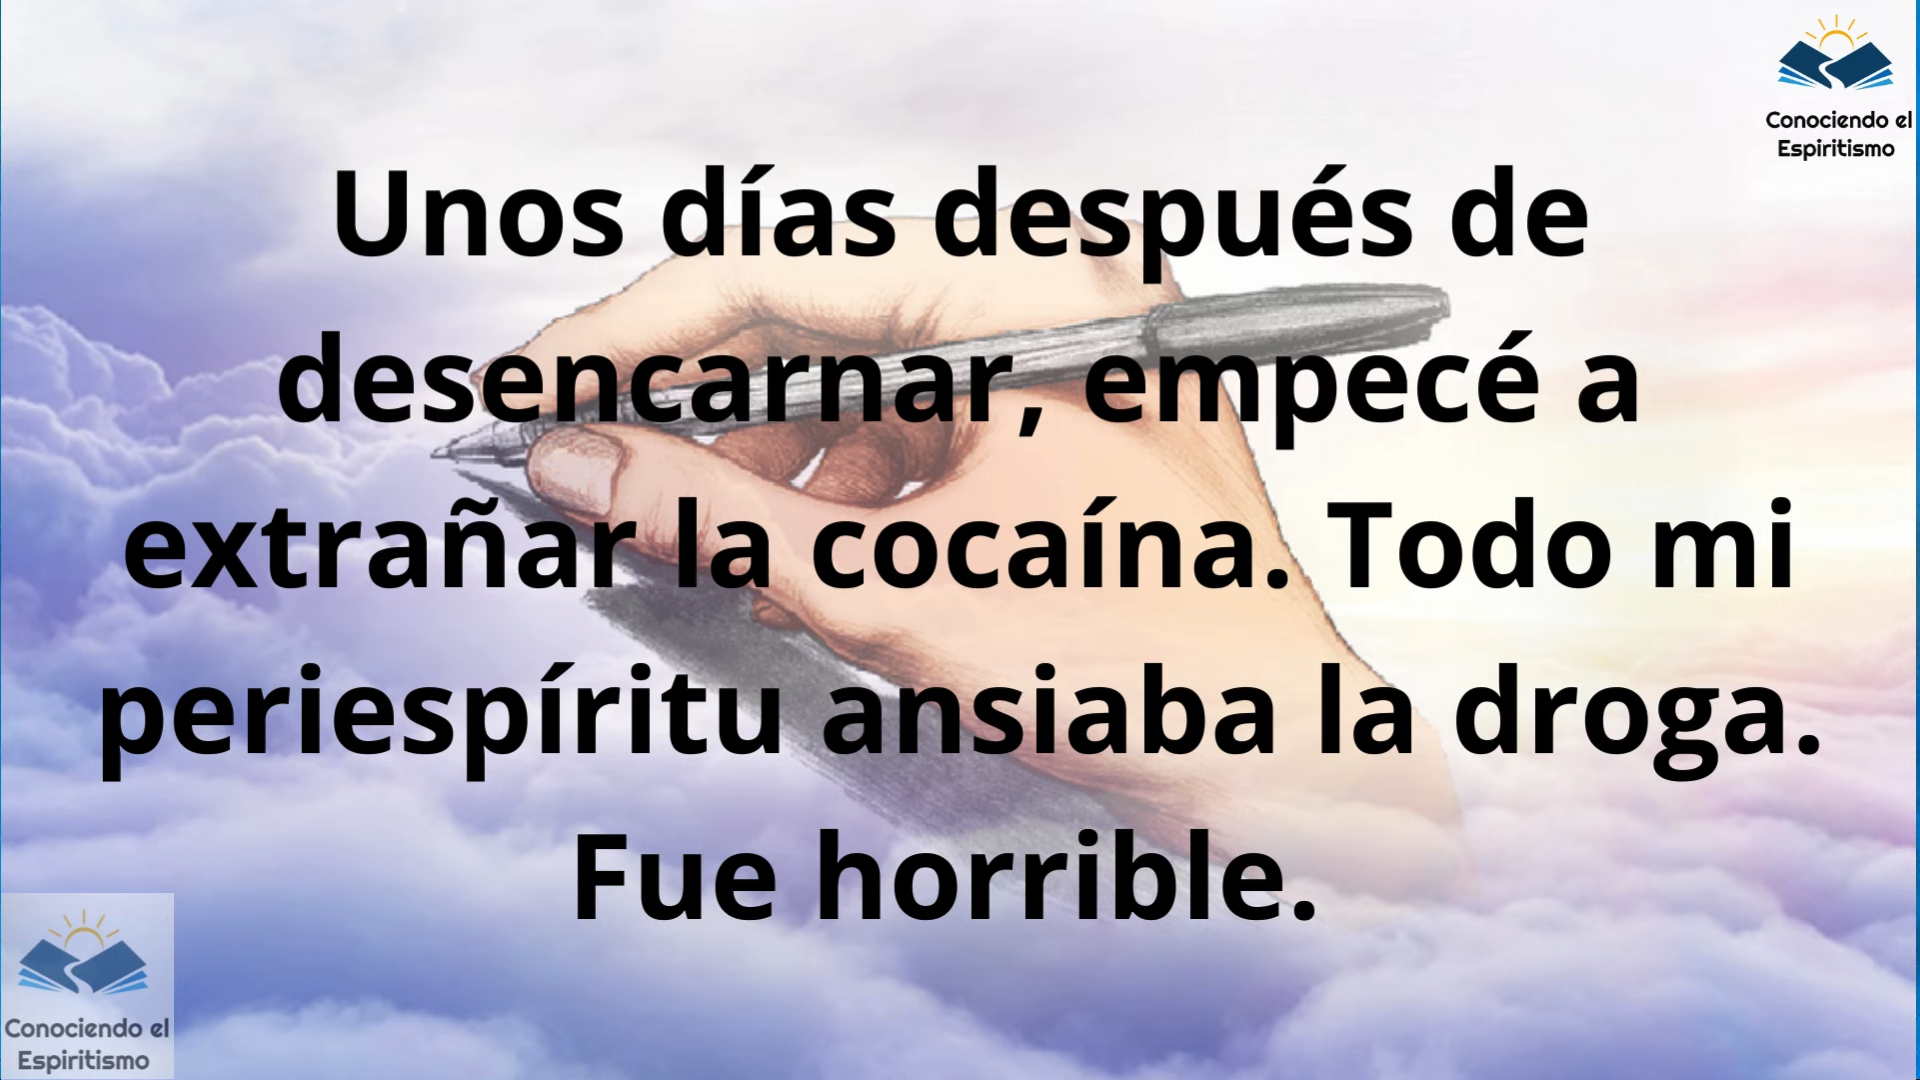 Conociendo el
Espiritismo
Unos días después de
desencarnar, empecé a
extrañar la cocaína. Todo mi
periespíritu ansiaba la droga.
Fue horrible.
Conociendo el
Espiritismo